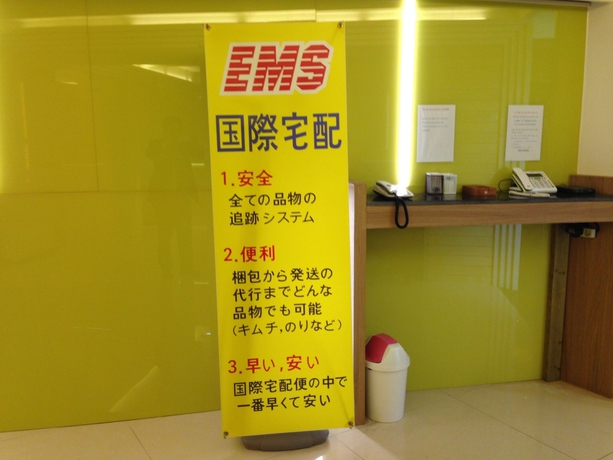 EMS
国際宅配
1.安全
全ての品物の
追跡システム
2.便利
梱包から発送の
代行までどんな
品物でも可能
(キムチ,のりなど)
3.早い,安い
国際宅配便の中で
一番早くて安い